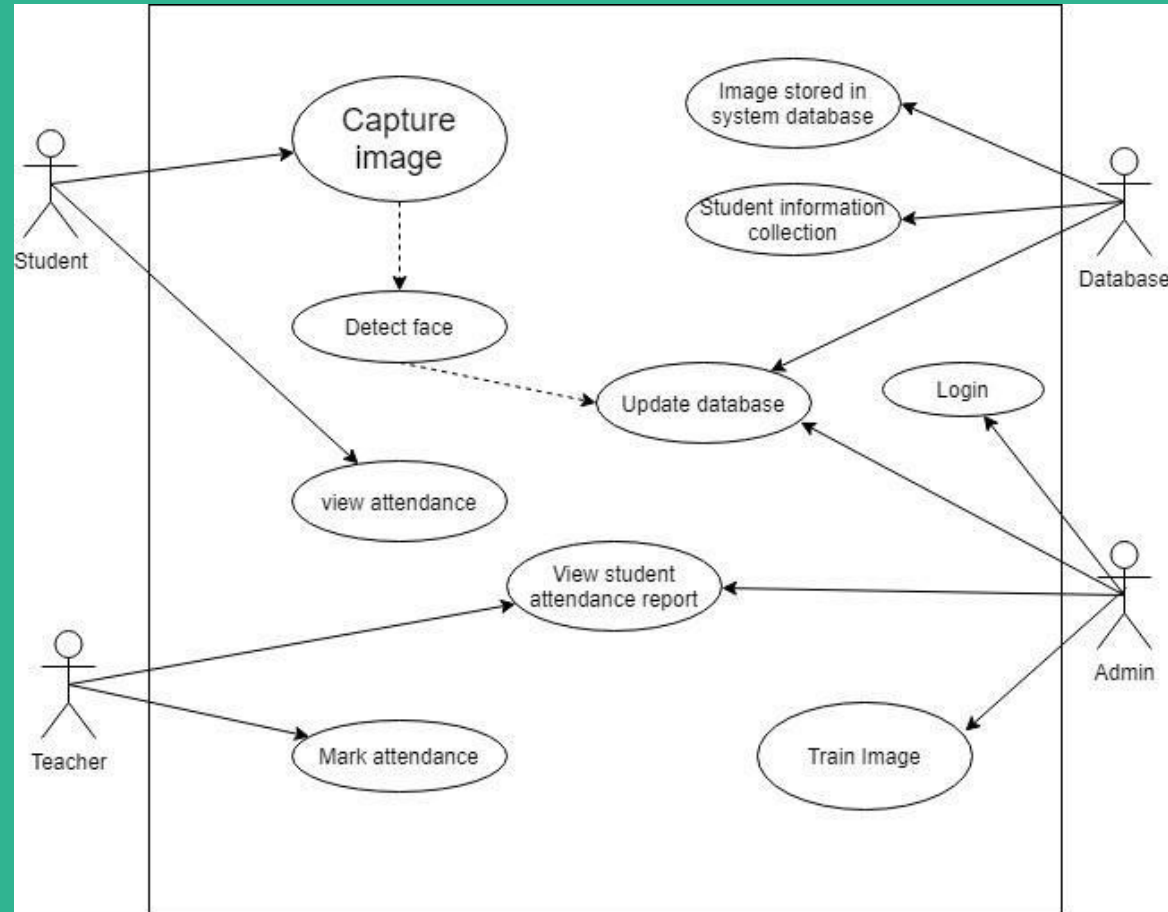 Capture
image
Image stored in
system database
Student
Student information
collection
Database
Detect face
Update database
Login
view attendance
View student
attendance report
Admin
Teacher
Mark attendance
Train Image